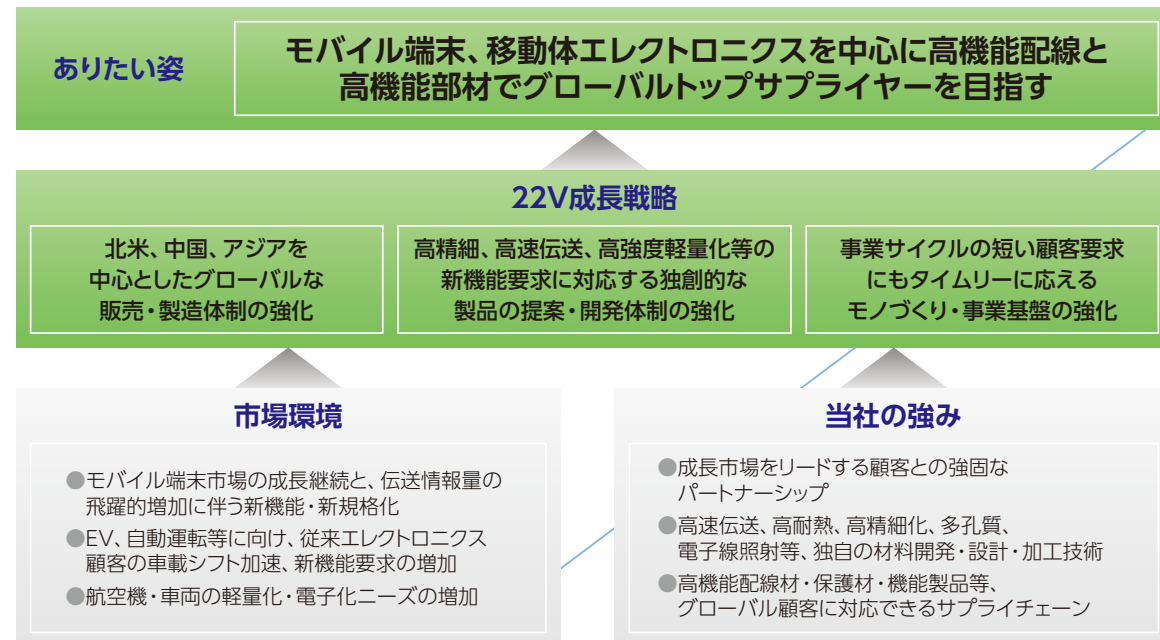 ありたい姿
モバイル端末、移動体エレクトロニクスを中心に高機能配線と
高機能部材でグローバルトップサプライヤーを目指す
22V成長戦略
北米、中国、アジアを
中心としたグローバルな
販売・製造体制の強化
高精細、高速伝送、高強度軽量化等の
新機能要求に対応する独創的な
製品の提案・開発体制の強化
事業サイクルの短い顧客要求
にもタイムリーに応える
モノづくり・事業基盤の強化
市場環境
●モバイル端末市場の成長継続と、伝送情報量の
飛躍的増加に伴う新機能・新規格化
●EV、自動運転等に向け、従来エレクトロニクス
顧客の車載シフト加速、新機能要求の増加
●航空機・車両の軽量化・電子化ニーズの増加
当社の強み
●成長市場をリードする顧客との強固な
パートナーシップ
●高速伝送、高耐熱、高精細化、多孔質、
電子線照射等、独自の材料開発・設計・加工技術
●高機能配線材・保護材・機能製品等、
グローバル顧客に対応できるサプライチェーン